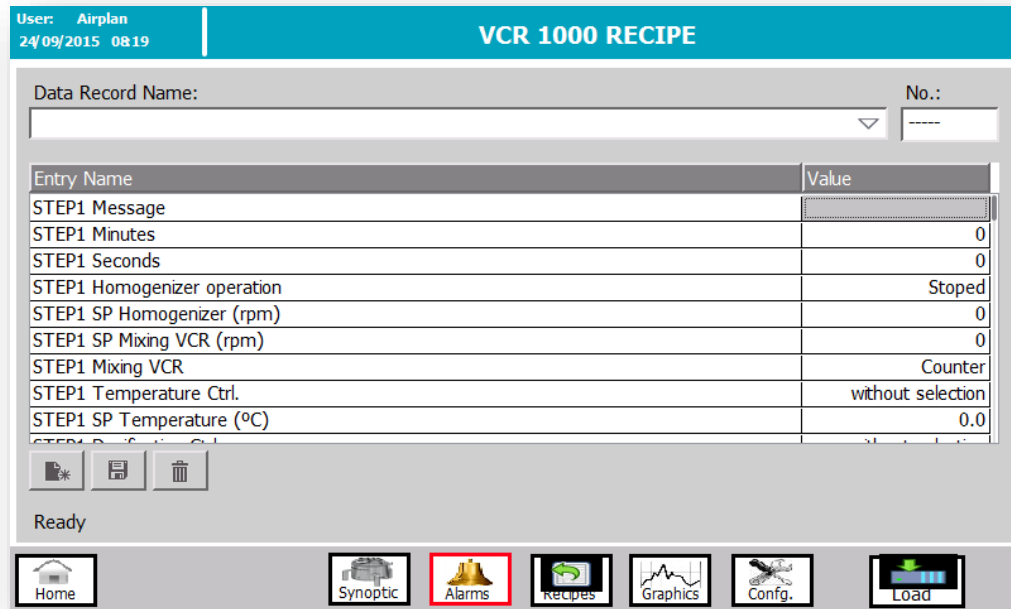 User: Airplan
24/09/2015 08:19
VCR 1000 RECIPE
Data Record Name:
No.:
-----
Entry Name Value
STEP1 Message
STEP1 Minutes 0
STEP1 Seconds 0
STEP1 Homogenizer operation Stoped
STEP1 SP Homogenizer (rpm) 0
STEP1 SP Mixing VCR (rpm) 0
STEP1 Mixing VCR Counter
STEP1 Temperature Ctrl. without selection
STEP1 SP Temperature (ºC) 0.0
Ready
Home Synoptic Alarms Recipes Graphics Confg. Load